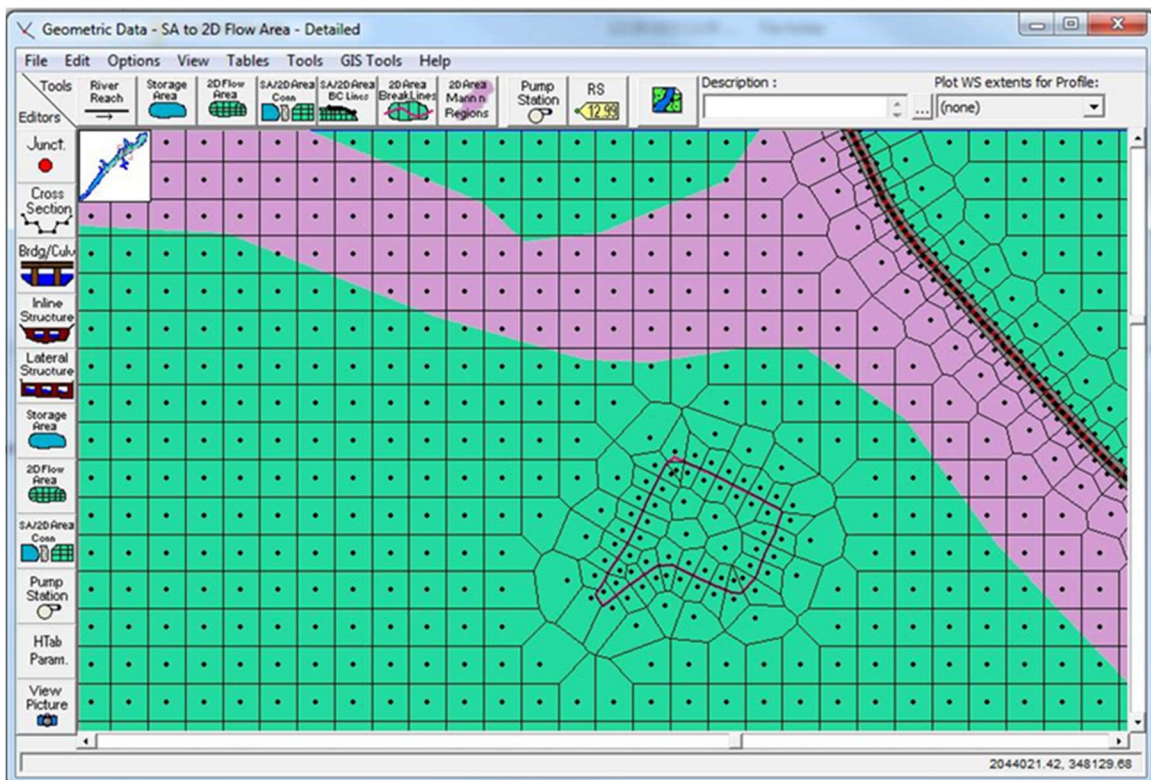 Geometric Data - SA to 2D Flow Area - Detailed
File Edit Options View Tables Tools GIS Tools Help
Tools
Editors
River
Reach
Storage
Area
2D Flow
Area
SA/2D Area
Conn
SA/2D Area
BC Lines
2D Area
BreakLines
2D Area
Mann n
Regions
Pump
Station
RS
12.99
Description :
...
Plot WS extents for Profile:
(none)
Junct.
Cross
Section
Brdg/Culv
Inline
Structure
Lateral
Structure
Storage
Area
2D Flow
Area
SA/2D Area
Conn
Pump
Station
HTab
Param.
View
Picture
2044021.42, 348129.68